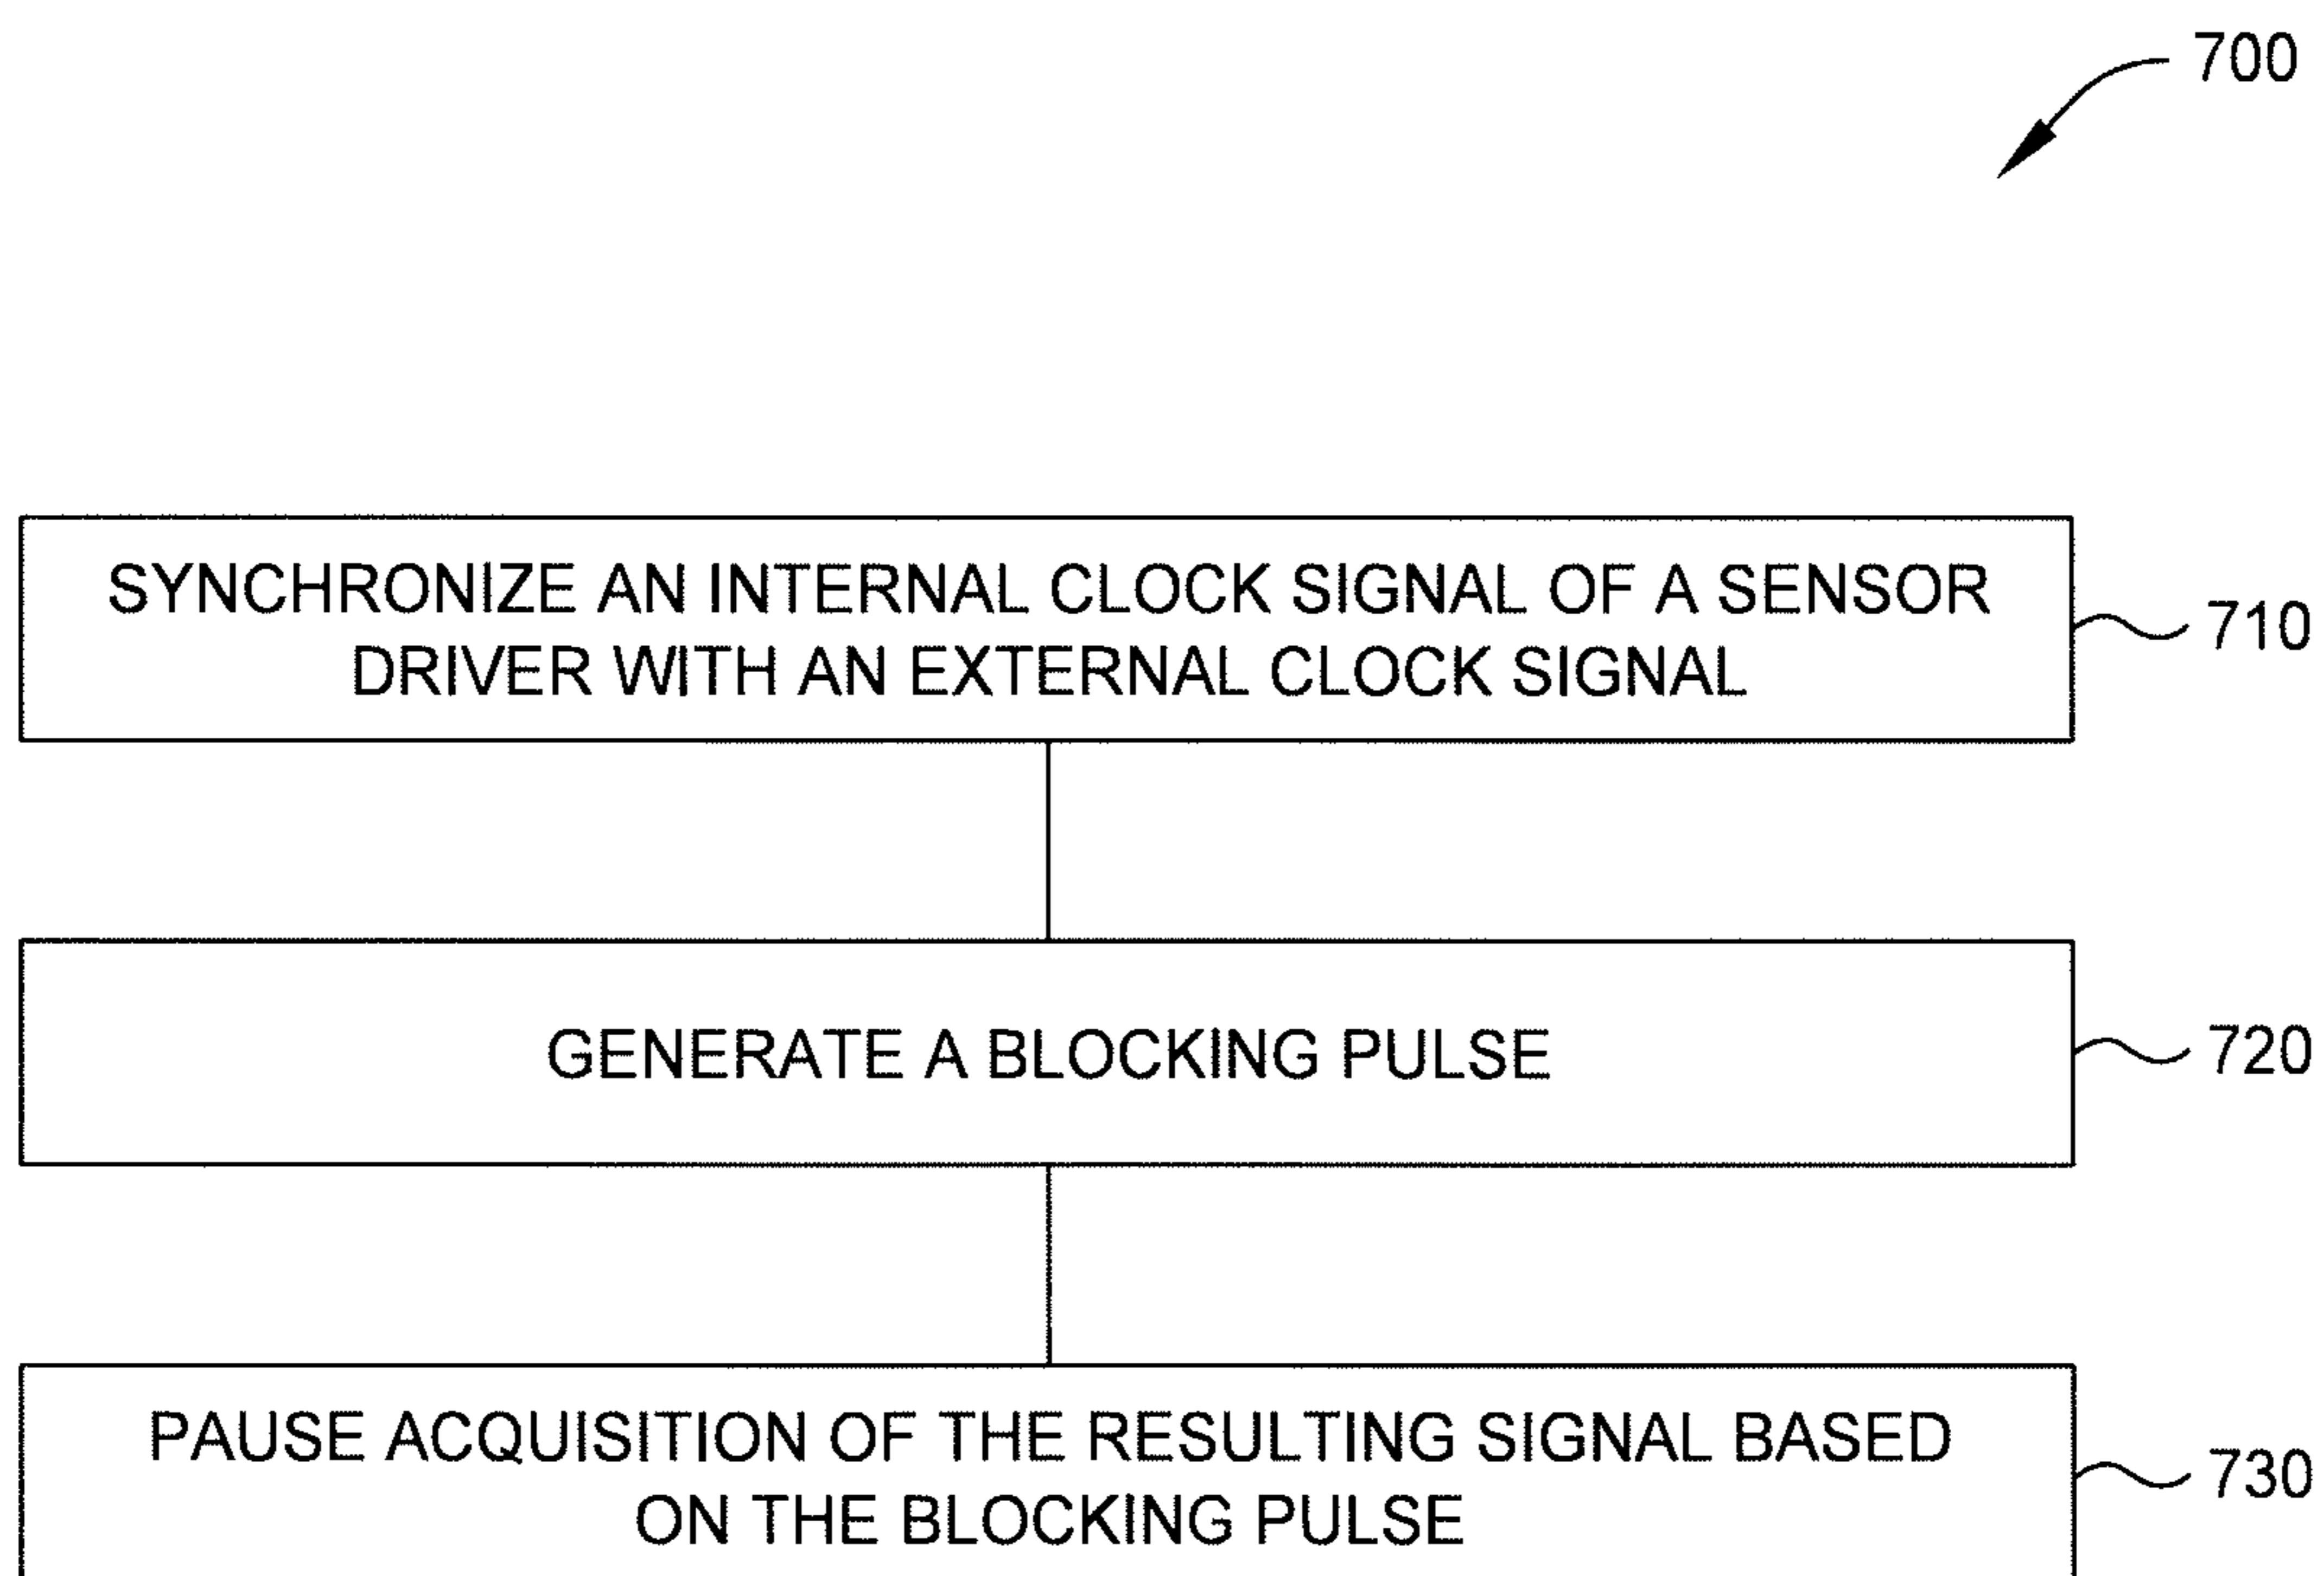 700
SYNCHRONIZE AN INTERNAL CLOCK SIGNAL OF A SENSOR
DRIVER WITH AN EXTERNAL CLOCK SIGNAL
710
GENERATE A BLOCKING PULSE
720
PAUSE ACQUISITION OF THE RESULTING SIGNAL BASED
ON THE BLOCKING PULSE
730